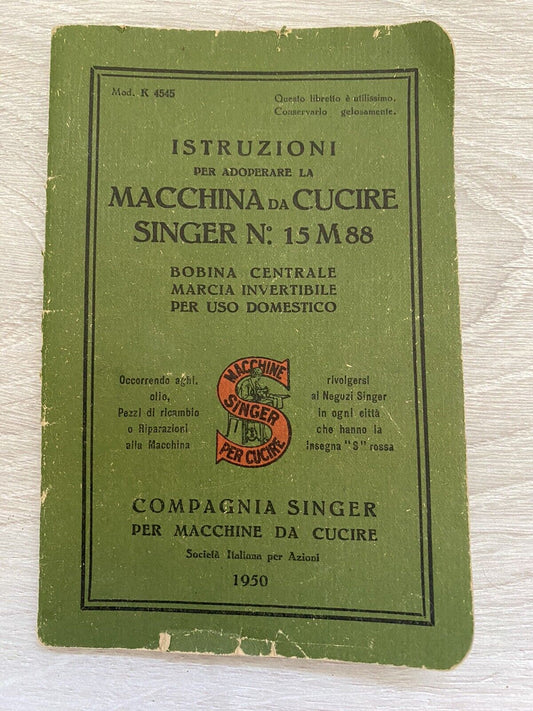 Mod. K 4545
Questo libretto è utilissimo.
Conservarlo gelosamente.
ISTRUZIONI
PER ADOPERARE LA
MACCHINA DA CUCIRE
SINGER No. 15 M 88
BOBINA CENTRALE
MARCIA INVERTIBILE
PER USO DOMESTICO
Occorrendo aghi,
olio,
Pezzi di ricambio
o Riparazioni
alla Macchina
MACCHINE
SINGER
PER CUCIRE
rivolgersi
ai Negozi Singer
in ogni città
che hanno la
Insegna "S" rossa
COMPAGNIA SINGER
PER MACCHINE DA CUCIRE
Società Italiana per Azioni
1950